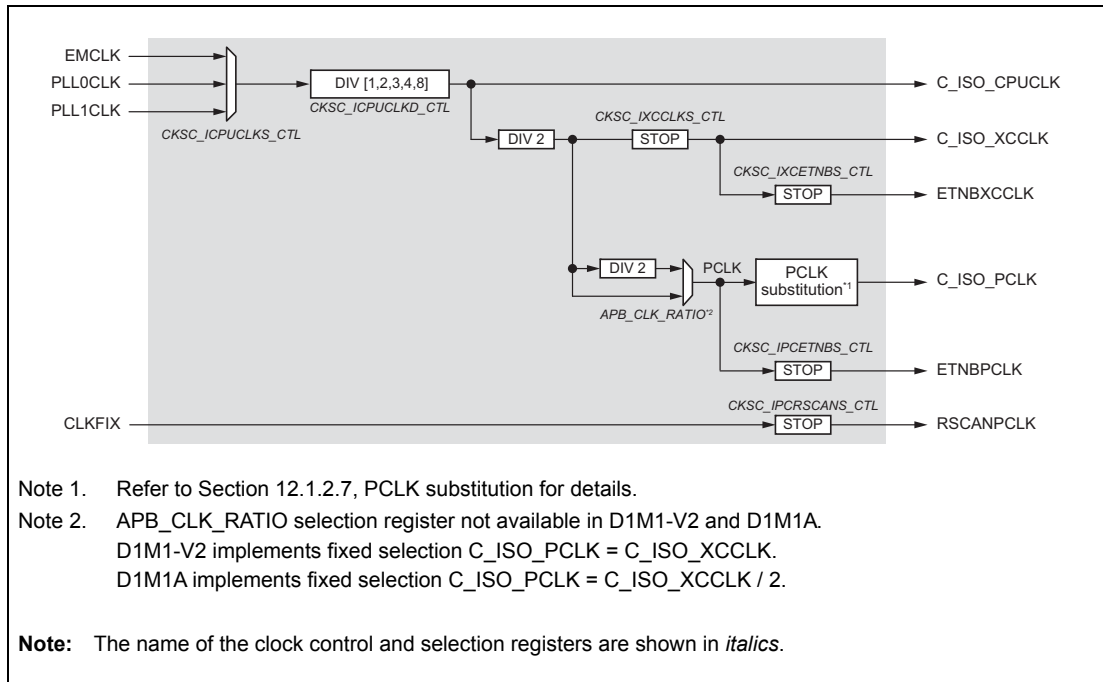 EMCLK
PLL0CLK
PLL1CLK
CKSC_ICPUCLKS_CTL
DIV [1,2,3,4,8]
CKSC_ICPUCLKD_CTL
C_ISO_CPUCLK
DIV 2
CKSC_IXCCLKS_CTL
STOP
C_ISO_XCCLK
CKSC_IXCETNBS_CTL
STOP
ETNBXCCLK
DIV 2
APB_CLK_RATIO*2
PCLK
PCLK
substitution*1
C_ISO_PCLK
CKSC_IPCETNBS_CTL
STOP
ETNBPCLK
CLKFIX
CKSC_IPCRSCANS_CTL
STOP
RSCANPCLK
Note 1. Refer to Section 12.1.2.7, PCLK substitution for details.
Note 2. APB_CLK_RATIO selection register not available in D1M1-V2 and D1M1A.
D1M1-V2 implements fixed selection C_ISO_PCLK = C_ISO_XCCLK.
D1M1A implements fixed selection C_ISO_PCLK = C_ISO_XCCLK / 2.
Note: The name of the clock control and selection registers are shown in italics.